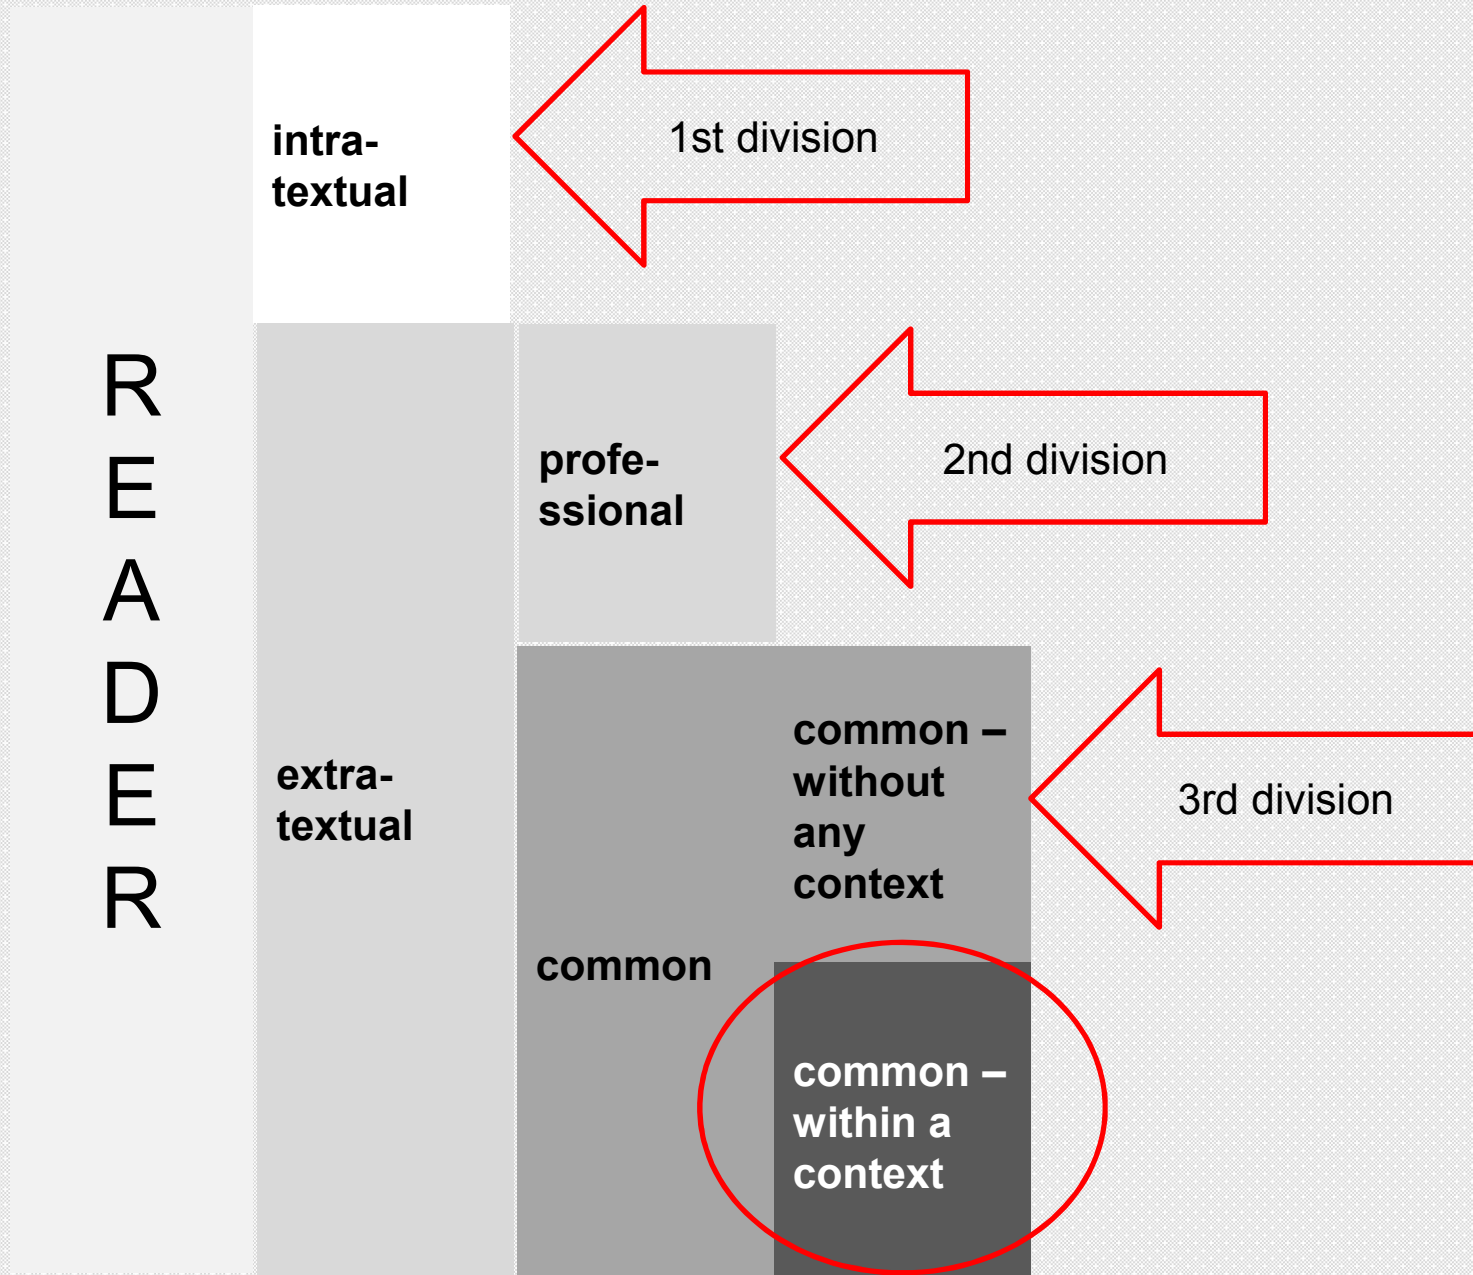 R
E
A
D
E
R
intra-
textual
1st division
extra-
textual
profe-
ssional
2nd division
common
common –
without
any
context
3rd division
common –
within a
context